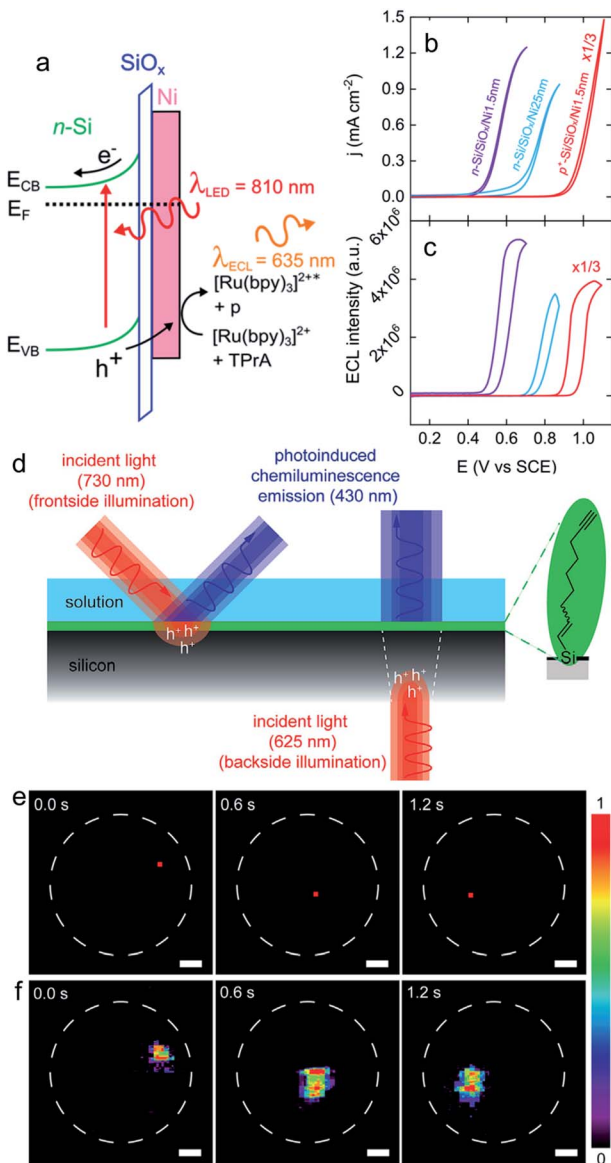 a
SiOx
Ni
n-Si
e-
ECB
EF
λLED = 810 nm
λECL = 635 nm
[Ru(bpy)3]2+*
+ p
[Ru(bpy)3]2+
+ TPrA
EVB
h+
b
j (mA cm-2)
1.5
1.2
0.9
0.6
0.3
0.0
n-Si/SiOx/Ni1.5nm
n-Si/SiOx/Ni25nm
p+-Si/SiOx/Ni1.5nm
x1/3
c
ECL intensity (a.u.)
6x10⁶
4x10⁶
2x10⁶
0
x1/3
0.2 0.4 0.6 0.8 1.0
E (V vs SCE)
d
incident light
(730 nm)
(frontside illumination)
photoinduced
chemiluminescence
emission (430 nm)
solution
h+ h+
h+
silicon
h+ h+
h+
incident light
(625 nm)
(backside illumination)
Si
e
0.0 s
0.6 s
1.2 s
1
f
0.0 s
0.6 s
1.2 s
0